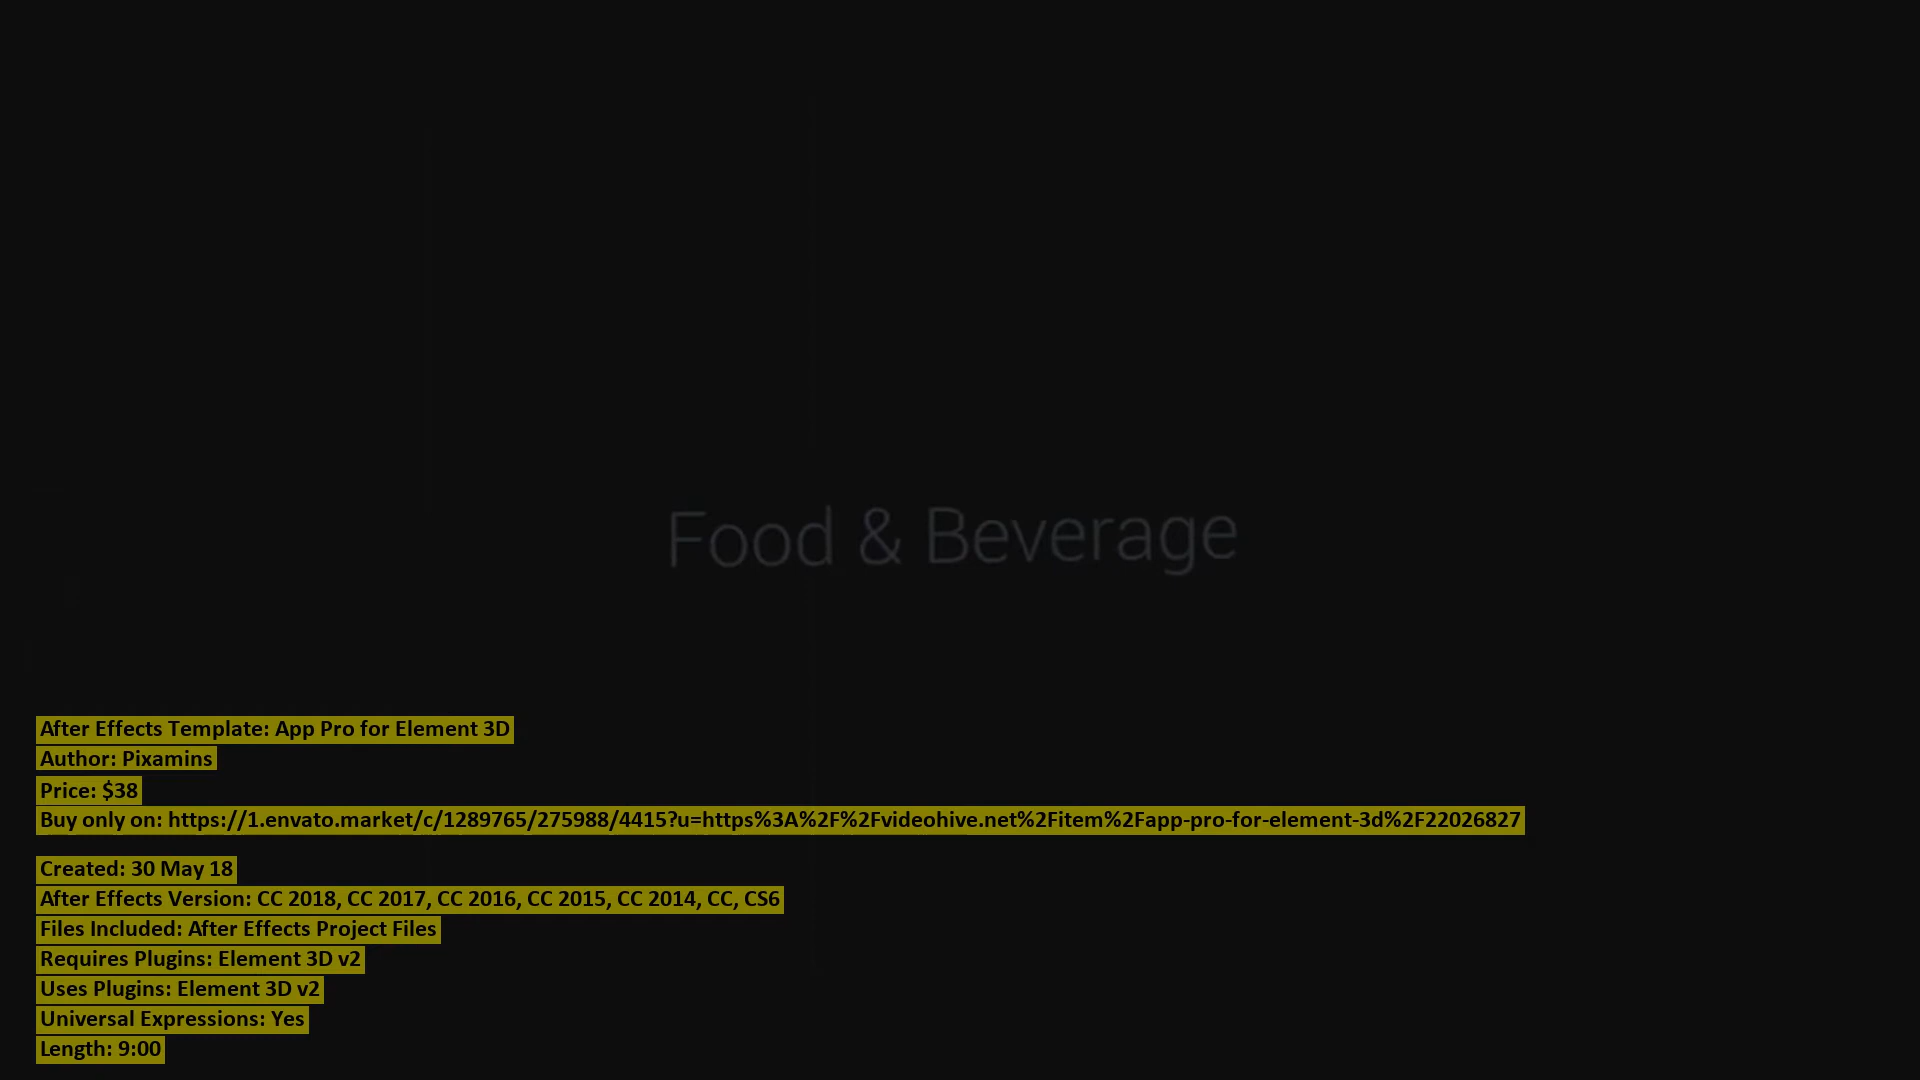 Food & Beverage
After Effects Template: App Pro for Element 3D
Author: Pixamins
Price: $38
Buy only on: https://1.envato.market/c/1289765/275988/4415?u=https%3A%2F%2Fvideohive.net%2Fitem%2Fapp-pro-for-element-3d%2F22026827
Created: 30 May 18
After Effects Version: CC 2018, CC 2017, CC 2016, CC 2015, CC 2014, CC, CS6
Files Included: After Effects Project Files
Requires Plugins: Element 3D v2
Uses Plugins: Element 3D v2
Universal Expressions: Yes
Length: 9:00